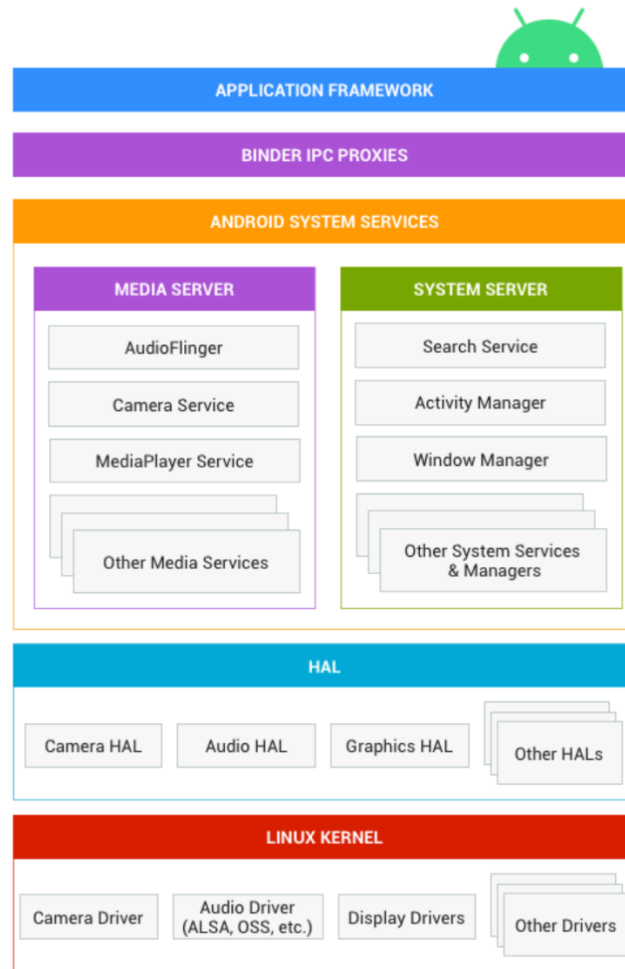 APPLICATION FRAMEWORK
BINDER IPC PROXIES
ANDROID SYSTEM SERVICES
MEDIA SERVER
AudioFlinger
Camera Service
MediaPlayer Service
Other Media Services
SYSTEM SERVER
Search Service
Activity Manager
Window Manager
Other System Services
& Managers
HAL
Camera HAL
Audio HAL
Graphics HAL
Other HALs
LINUX KERNEL
Camera Driver
Audio Driver
(ALSA, OSS, etc.)
Display Drivers
Other Drivers